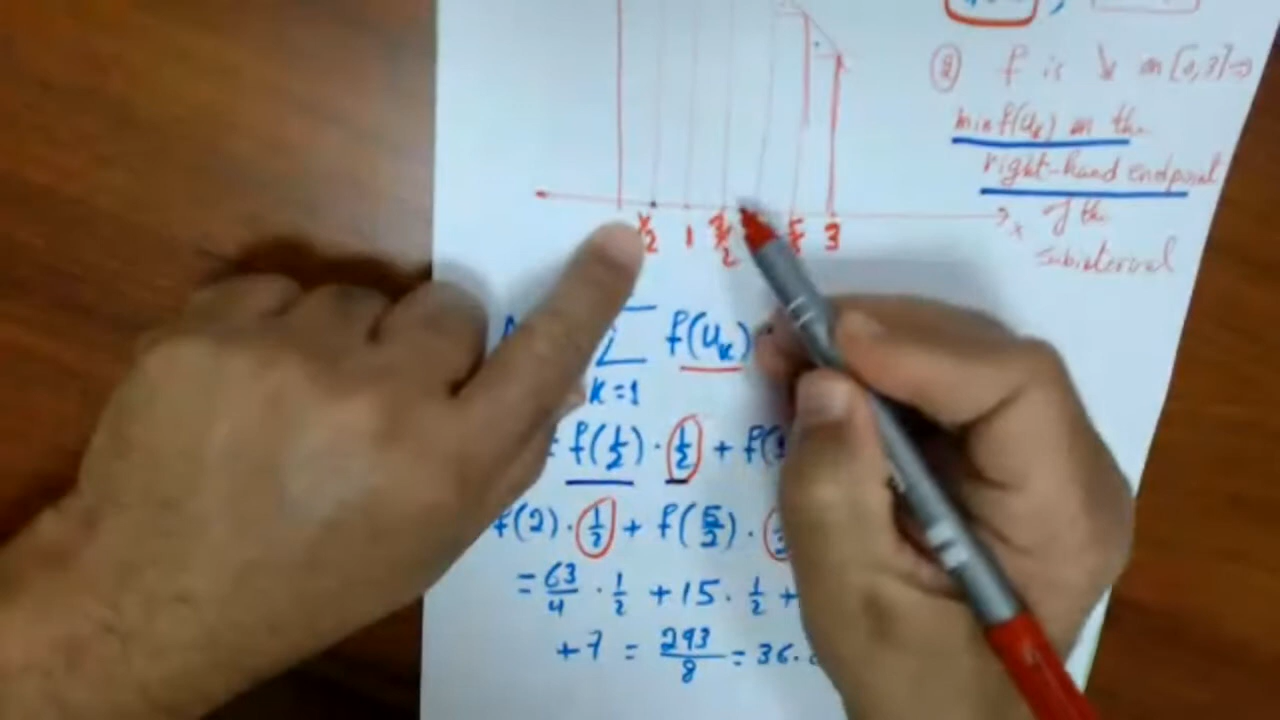 ② f is ↘ on [0,3]→
min f(uₖ) on the
right-hand endpoint
of the
subinterval
x
1/2 1 3/2 5/2 3
∑ f(uₖ)
k=1
= f(1/2) · 1/2 + f(
f(2) · 1/2 + f(5/2) ·
= 63/4 · 1/2 + 15 · 1/2 +
+ 7 = 293/8 = 36.